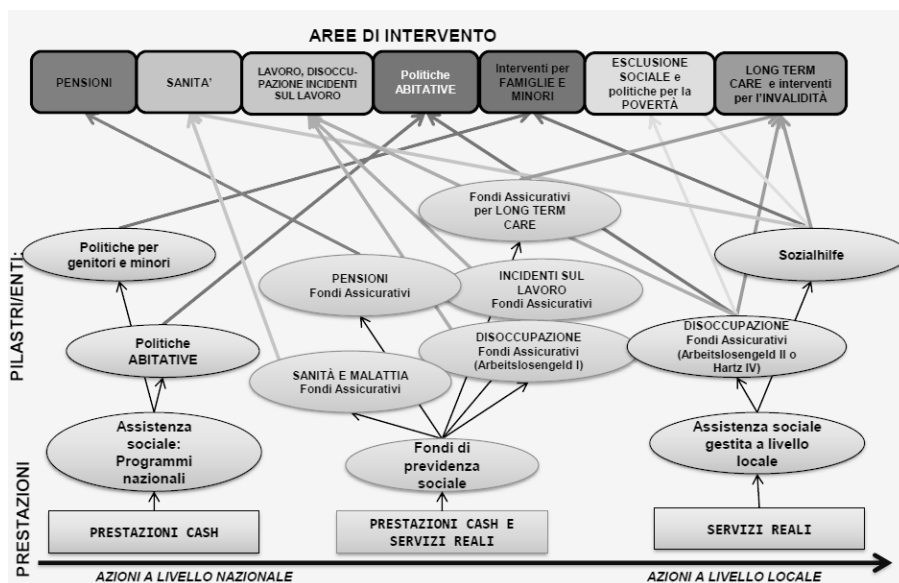 AREE DI INTERVENTO
PENSIONI
SANITA'
LAVORO, DISOCCU-
PAZIONE INCIDENTI
SUL LAVORO
Politiche
ABITATIVE
Interventi per
FAMIGLIE E
MINORI
ESCLUSIONE
SOCIALE e
politiche per la
POVERTÀ
LONG TERM
CARE e interventi
per l'INVALIDITÀ
PILASTRI/ENTI:
Fondi Assicurativi
per LONG TERM
CARE
Politiche per
genitori e minori
Sozialhilfe
PENSIONI
Fondi Assicurativi
INCIDENTI SUL
LAVORO
Fondi Assicurativi
Politiche
ABITATIVE
DISOCCUPAZIONE
Fondi Assicurativi
(Arbeitslosengeld I)
DISOCCUPAZIONE
Fondi Assicurativi
(Arbeitslosengeld II o
Hartz IV)
SANITÀ E MALATTIA
Fondi Assicurativi
Assistenza
sociale:
Programmi
nazionali
Fondi di
previdenza
sociale
Assistenza sociale
gestita a livello
locale
PRESTAZIONI
PRESTAZIONI CASH
PRESTAZIONI CASH E
SERVIZI REALI
SERVIZI REALI
AZIONI A LIVELLO NAZIONALE
AZIONI A LIVELLO LOCALE